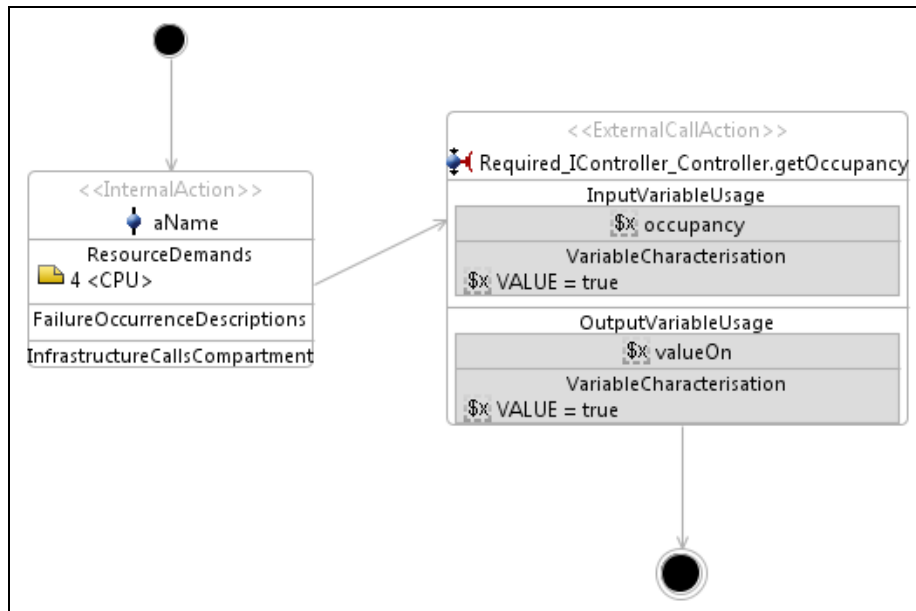 <<InternalAction>>
aName
ResourceDemands
4 <CPU>
FailureOccurrenceDescriptions
InfrastructureCallsCompartment
<<ExternalCallAction>>
Required_IController_Controller.getOccupancy
InputVariableUsage
$x occupancy
VariableCharacterisation
$x VALUE = true
OutputVariableUsage
$x valueOn
VariableCharacterisation
$x VALUE = true